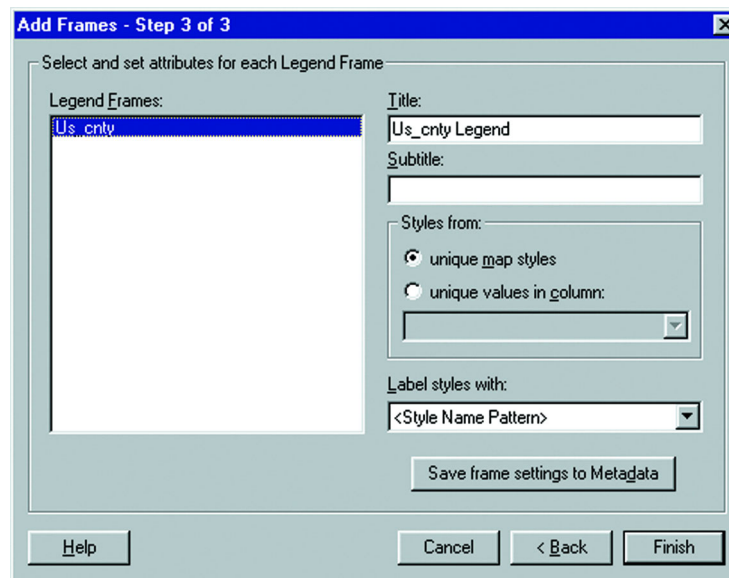 Add Frames - Step 3 of 3
Select and set attributes for each Legend Frame
Legend Frames:
Us_cnty
Title:
Us_cnty Legend
Subtitle:
Styles from:
unique map styles
unique values in column:
Label styles with:
<Style Name Pattern>
Save frame settings to Metadata
Help
Cancel
< Back
Finish